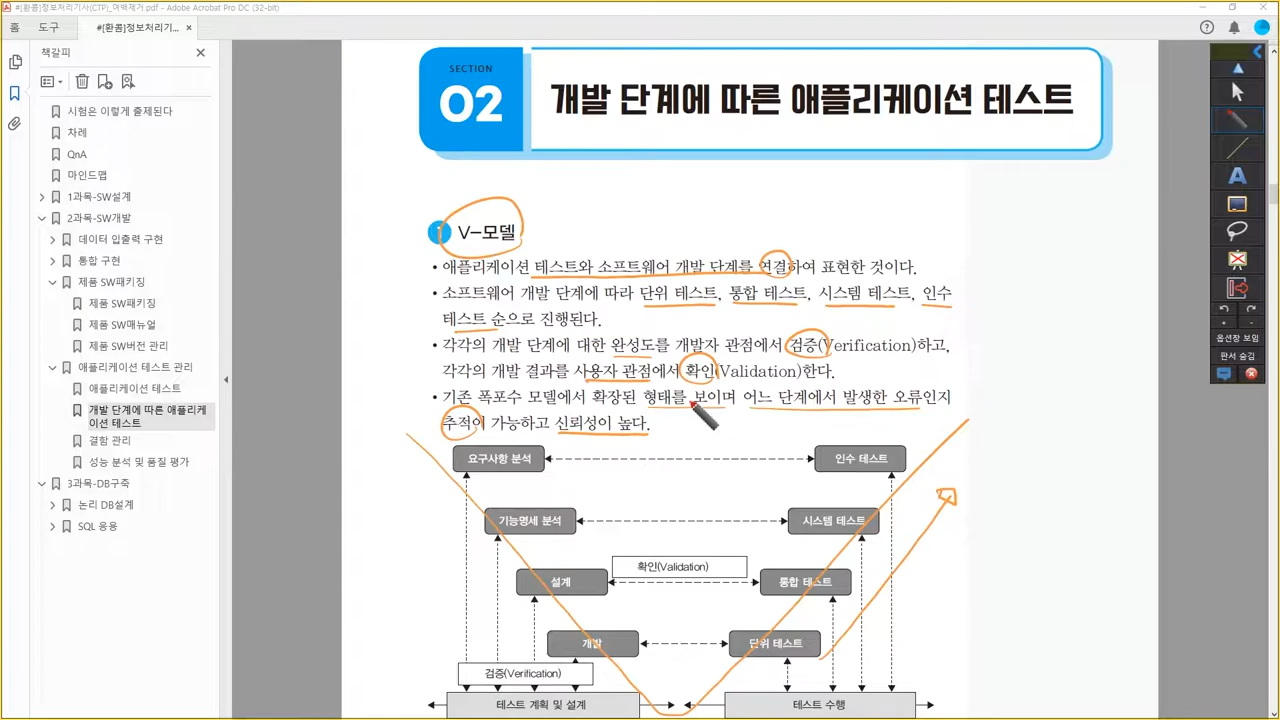 #[환콤]정보처리기사(CTP)_여백제거.pdf - Adobe Acrobat Pro DC (32-bit)
홈
도구
#[환콤]정보처리기...
×
책갈피
시험은 이렇게 출제된다
차례
QnA
마인드맵
1과목-SW설계
2과목-SW개발
데이터 입출력 구현
통합 구현
제품 SW패키징
제품 SW패키징
제품 SW매뉴얼
제품 SW버전 관리
애플리케이션 테스트 관리
애플리케이션 테스트
개발 단계에 따른 애플리케
이션 테스트
결함 관리
성능 분석 및 품질 평가
3과목-DB구축
논리 DB설계
SQL 응용
SECTION
02
개발 단계에 따른 애플리케이션 테스트
V-모델
• 애플리케이션 테스트와 소프트웨어 개발 단계를 연결하여 표현한 것이다.
• 소프트웨어 개발 단계에 따라 단위 테스트, 통합 테스트, 시스템 테스트, 인수
테스트 순으로 진행된다.
• 각각의 개발 단계에 대한 완성도를 개발자 관점에서 검증(Verification)하고,
각각의 개발 결과를 사용자 관점에서 확인(Validation)한다.
• 기존 폭포수 모델에서 확장된 형태를 보이며 어느 단계에서 발생한 오류인지
추적이 가능하고 신뢰성이 높다.
요구사항 분석
인수 테스트
기능명세 분석
시스템 테스트
확인(Validation)
설계
통합 테스트
개발
단위 테스트
검증(Verification)
테스트 계획 및 설계
테스트 수행
A
옵션창 보임
판서 숨김